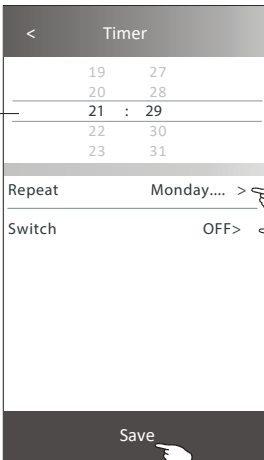 < Timer
19 27
20 28
21 : 29
22 30
23 31
Repeat Monday.... >
Switch OFF>
Save